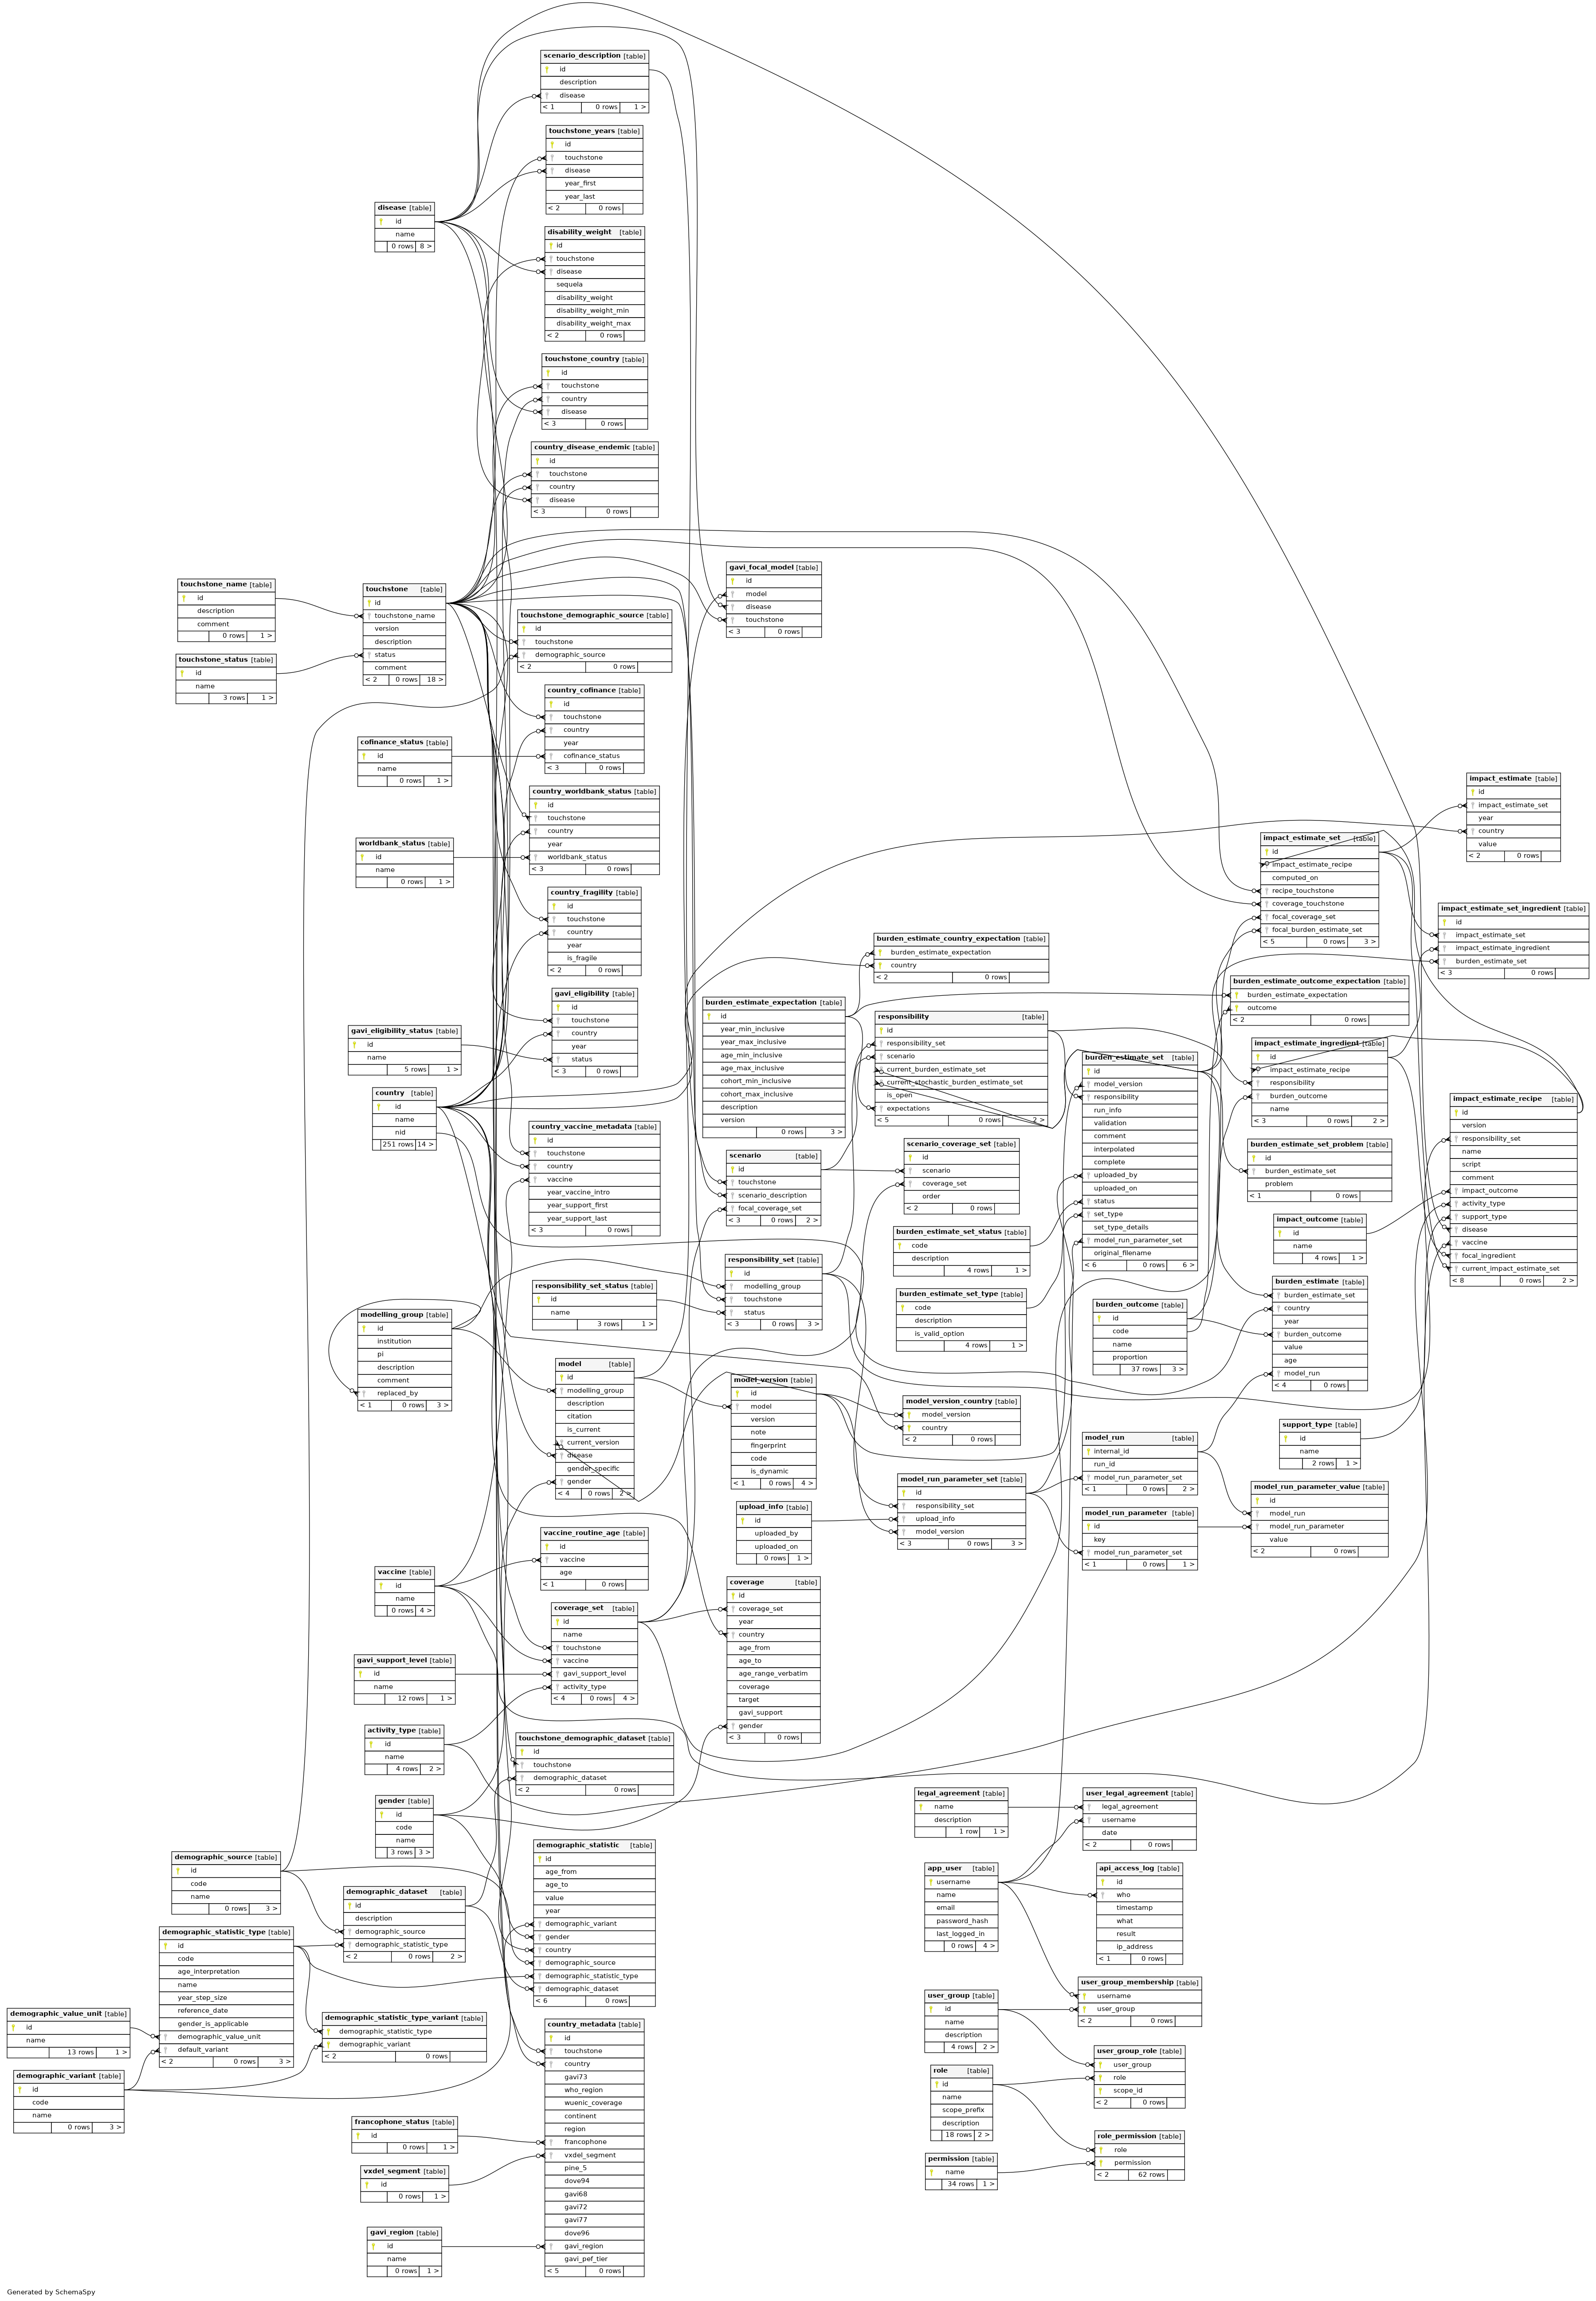 scenario_description [table]
id
description
disease
< 1 0 rows 1 >
touchstone_years [table]
id
touchstone
disease
year_first
year_last
< 2 0 rows
disease [table]
id
name
0 rows 8 >
disability_weight [table]
id
touchstone
disease
sequela
disability_weight
disability_weight_min
disability_weight_max
< 2 0 rows
touchstone_country [table]
id
touchstone
country
disease
< 3 0 rows
country_disease_endemic [table]
id
touchstone
country
disease
< 3 0 rows
gavi_focal_model [table]
id
model
disease
touchstone
< 3 0 rows
touchstone_name [table]
id
description
comment
0 rows 1 >
touchstone [table]
id
touchstone_name
version
description
status
comment
< 2 0 rows 18 >
touchstone_status [table]
id
name
3 rows 1 >
touchstone_demographic_source [table]
id
touchstone
demographic_source
< 2 0 rows
country_cofinance [table]
id
touchstone
country
year
cofinance_status
< 3 0 rows
cofinance_status [table]
id
name
0 rows 1 >
country_worldbank_status [table]
id
touchstone
country
year
worldbank_status
< 3 0 rows
worldbank_status [table]
id
name
0 rows 1 >
country_fragility [table]
id
touchstone
country
year
is_fragile
< 2 0 rows
gavi_eligibility [table]
id
touchstone
country
year
status
< 3 0 rows
gavi_eligibility_status [table]
id
name
5 rows 1 >
country [table]
id
name
nid
251 rows 14 >
country_vaccine_metadata [table]
id
touchstone
country
vaccine
year_vaccine_intro
year_support_first
year_support_last
< 3 0 rows
impact_estimate [table]
id
impact_estimate_set
year
country
value
< 2 0 rows
impact_estimate_set [table]
id
impact_estimate_recipe
computed_on
recipe_touchstone
coverage_touchstone
focal_coverage_set
focal_burden_estimate_set
< 5 0 rows 3 >
impact_estimate_set_ingredient [table]
id
impact_estimate_set
impact_estimate_ingredient
burden_estimate_set
< 3 0 rows
burden_estimate_country_expectation [table]
burden_estimate_expectation
country
< 2 0 rows
burden_estimate_outcome_expectation [table]
burden_estimate_expectation
outcome
< 2 0 rows
burden_estimate_expectation [table]
id
year_min_inclusive
year_max_inclusive
age_min_inclusive
age_max_inclusive
cohort_min_inclusive
cohort_max_inclusive
description
version
0 rows 3 >
responsibility [table]
id
responsibility_set
scenario
current_burden_estimate_set
current_stochastic_burden_estimate_set
is_open
expectations
< 5 0 rows 2 >
burden_estimate_set [table]
id
model_version
responsibility
run_info
validation
comment
interpolated
complete
uploaded_by
uploaded_on
status
set_type
set_type_details
model_run_parameter_set
original_filename
< 6 0 rows 6 >
impact_estimate_ingredient [table]
id
impact_estimate_recipe
responsibility
burden_outcome
name
< 3 0 rows 2 >
impact_estimate_recipe [table]
id
version
responsibility_set
name
script
comment
impact_outcome
activity_type
support_type
disease
vaccine
focal_ingredient
current_impact_estimate_set
< 8 0 rows 2 >
burden_estimate_set_problem [table]
id
burden_estimate_set
problem
< 1 0 rows
scenario [table]
id
touchstone
scenario_description
focal_coverage_set
< 3 0 rows 2 >
scenario_coverage_set [table]
id
scenario
coverage_set
order
< 2 0 rows
impact_outcome [table]
id
name
4 rows 1 >
burden_estimate_set_status [table]
code
description
4 rows 1 >
responsibility_set [table]
id
modelling_group
touchstone
status
< 3 0 rows 3 >
responsibility_set_status [table]
id
name
3 rows 1 >
burden_estimate_set_type [table]
code
description
is_valid_option
4 rows 1 >
burden_outcome [table]
id
code
name
proportion
37 rows 3 >
burden_estimate [table]
id
burden_estimate_set
country
year
burden_outcome
value
age
model_run
< 4 0 rows
modelling_group [table]
id
institution
pi
description
comment
replaced_by
< 1 0 rows 3 >
model [table]
id
modelling_group
description
citation
is_current
current_version
disease
gender_specific
gender
< 4 0 rows 2 >
model_version [table]
id
model
version
note
fingerprint
code
is_dynamic
< 1 0 rows 4 >
model_version_country [table]
model_version
country
< 2 0 rows
support_type [table]
id
name
2 rows 1 >
model_run [table]
internal_id
run_id
model_run_parameter_set
< 1 0 rows 2 >
model_run_parameter_set [table]
id
responsibility_set
upload_info
model_version
< 3 0 rows 3 >
model_run_parameter_value [table]
id
model_run
model_run_parameter
value
< 2 0 rows
upload_info [table]
id
uploaded_by
uploaded_on
0 rows 1 >
model_run_parameter [table]
id
key
model_run_parameter_set
< 1 0 rows 1 >
vaccine_routine_age [table]
id
vaccine
age
< 1 0 rows
vaccine [table]
id
name
0 rows 4 >
coverage_set [table]
id
name
touchstone
vaccine
gavi_support_level
activity_type
< 4 0 rows 4 >
coverage [table]
id
coverage_set
year
country
age_from
age_to
age_range_verbatim
coverage
target
gavi_support
gender
< 3 0 rows
gavi_support_level [table]
id
name
12 rows 1 >
activity_type [table]
id
name
4 rows 2 >
touchstone_demographic_dataset [table]
id
touchstone
demographic_dataset
< 2 0 rows
gender [table]
id
code
name
3 rows 3 >
demographic_statistic [table]
id
age_from
age_to
value
year
demographic_variant
gender
country
demographic_source
demographic_statistic_type
demographic_dataset
< 6 0 rows
demographic_source [table]
id
code
name
0 rows 3 >
demographic_dataset [table]
id
description
demographic_source
demographic_statistic_type
< 2 0 rows 2 >
demographic_statistic_type [table]
id
code
age_interpretation
name
year_step_size
reference_date
gender_is_applicable
demographic_value_unit
default_variant
< 2 0 rows 3 >
demographic_value_unit [table]
id
name
13 rows 1 >
demographic_statistic_type_variant [table]
demographic_statistic_type
demographic_variant
< 2 0 rows
demographic_variant [table]
id
code
name
0 rows 3 >
country_metadata [table]
id
touchstone
country
gavi73
who_region
wuenic_coverage
continent
region
francophone
vxdel_segment
pine_5
dove94
gavi68
gavi72
gavi77
dove96
gavi_region
gavi_pef_tier
< 5 0 rows
francophone_status [table]
id
0 rows 1 >
vxdel_segment [table]
id
0 rows 1 >
gavi_region [table]
id
name
0 rows 1 >
legal_agreement [table]
name
description
1 row 1 >
user_legal_agreement [table]
legal_agreement
username
date
< 2 0 rows
app_user [table]
username
name
email
password_hash
last_logged_in
0 rows 4 >
api_access_log [table]
id
who
timestamp
what
result
ip_address
< 1 0 rows
user_group_membership [table]
username
user_group
< 2 0 rows
user_group [table]
id
name
description
4 rows 2 >
user_group_role [table]
user_group
role
scope_id
< 2 0 rows
role [table]
id
name
scope_prefix
description
18 rows 2 >
role_permission [table]
role
permission
< 2 62 rows
permission [table]
name
34 rows 1 >
Generated by SchemaSpy